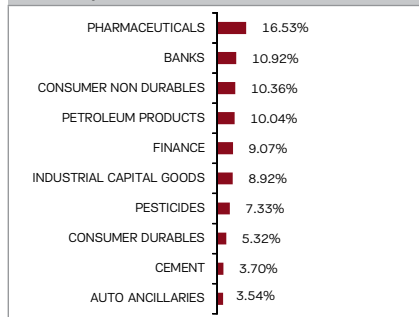 PHARMACEUTICALS 16.53%
BANKS 10.92%
CONSUMER NON DURABLES 10.36%
PETROLEUM PRODUCTS 10.04%
FINANCE 9.07%
INDUSTRIAL CAPITAL GOODS 8.92%
PESTICIDES 7.33%
CONSUMER DURABLES 5.32%
CEMENT 3.70%
AUTO ANCILLARIES 3.54%